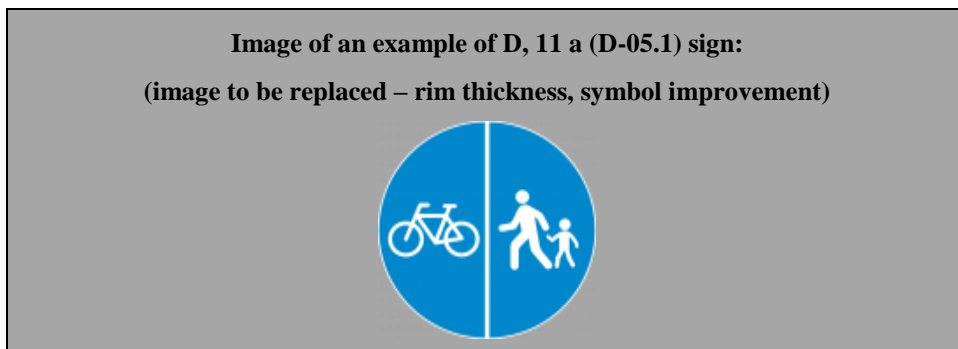 Image of an example of D, 11 a (D-05.1) sign:
(image to be replaced – rim thickness, symbol improvement)